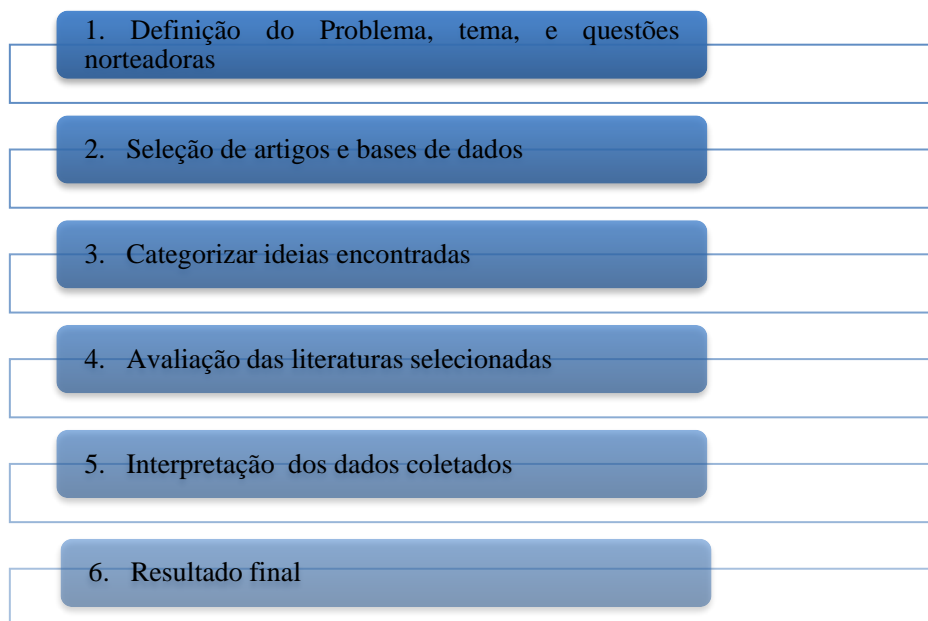 1. Definição do Problema, tema, e questões
norteadoras
2. Seleção de artigos e bases de dados
3. Categorizar ideias encontradas
4. Avaliação das literaturas selecionadas
5. Interpretação dos dados coletados
6. Resultado final